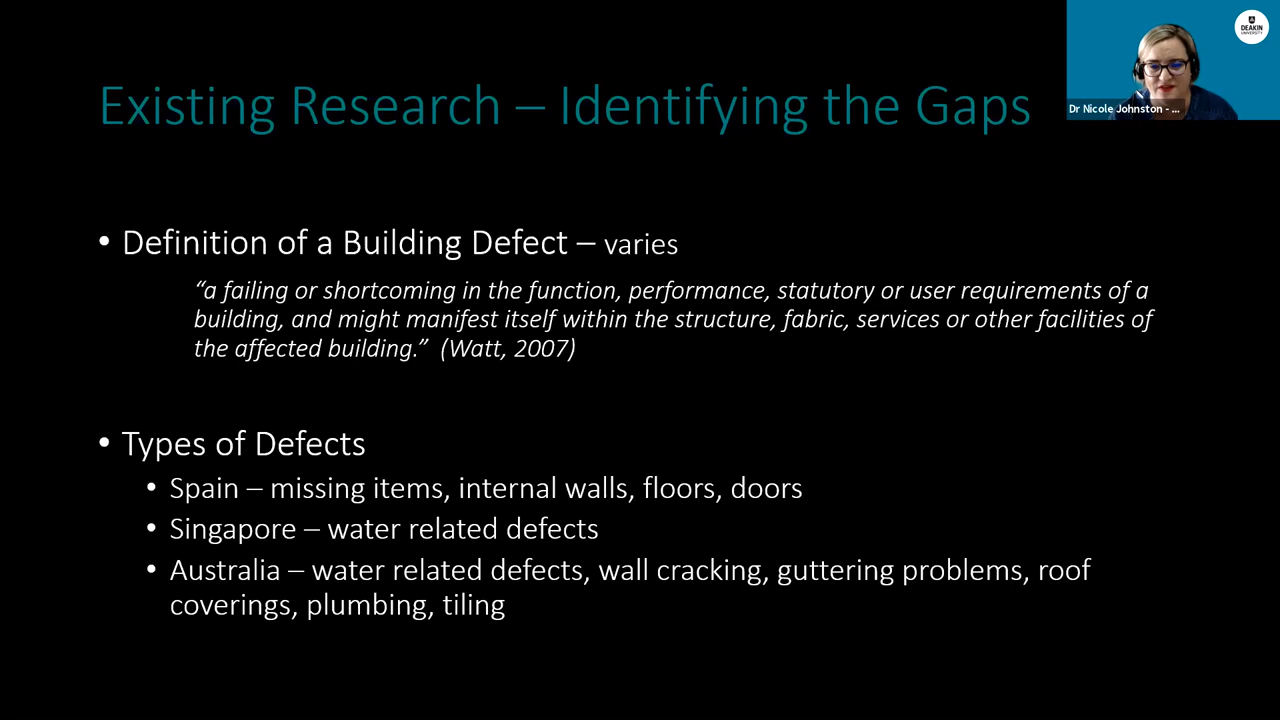 Existing Research – Identifying the Gaps
DEAKIN
UNIVERSITY
Dr Nicole Johnston - ...
• Definition of a Building Defect – varies
“a failing or shortcoming in the function, performance, statutory or user requirements of a
building, and might manifest itself within the structure, fabric, services or other facilities of
the affected building.” (Watt, 2007)
• Types of Defects
• Spain – missing items, internal walls, floors, doors
• Singapore – water related defects
• Australia – water related defects, wall cracking, guttering problems, roof
coverings, plumbing, tiling